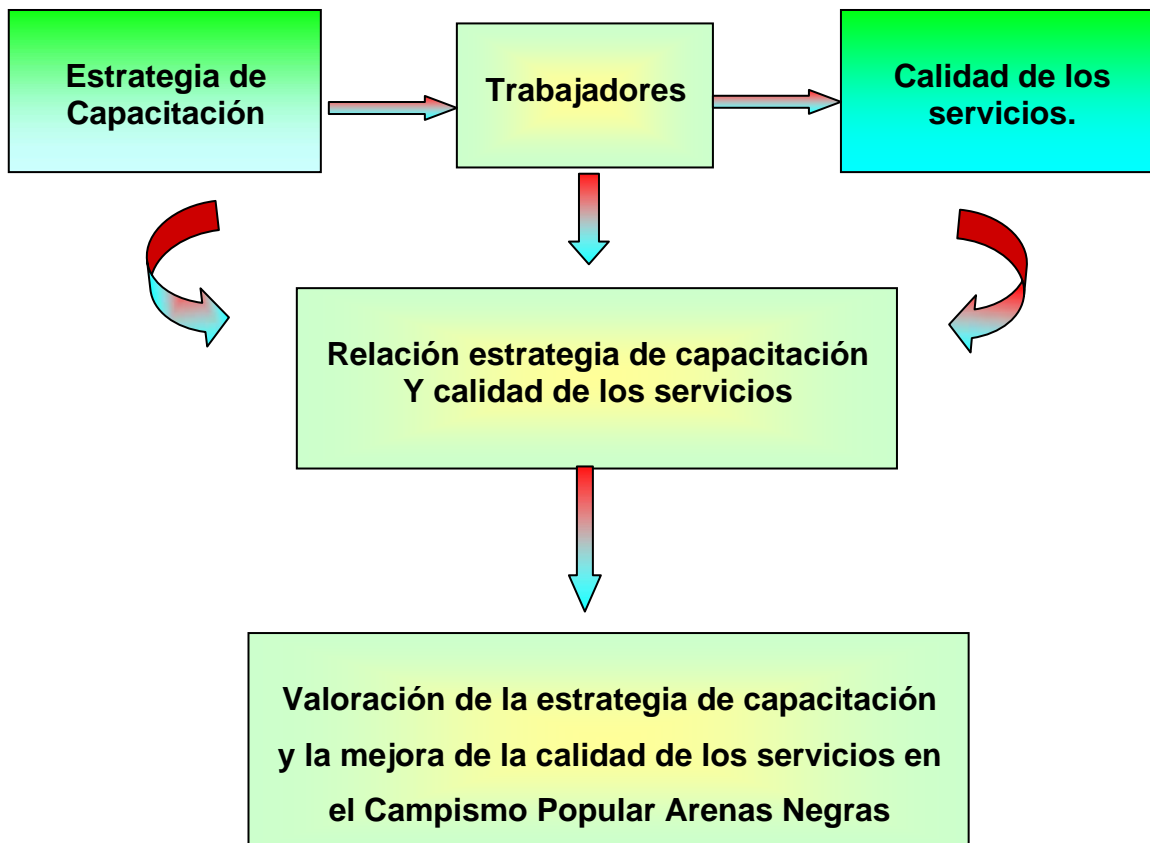 Estrategia de
Capacitación
Trabajadores
Calidad de los
servicios.
Relación estrategia de capacitación
Y calidad de los servicios
Valoración de la estrategia de capacitación
y la mejora de la calidad de los servicios en
el Campismo Popular Arenas Negras